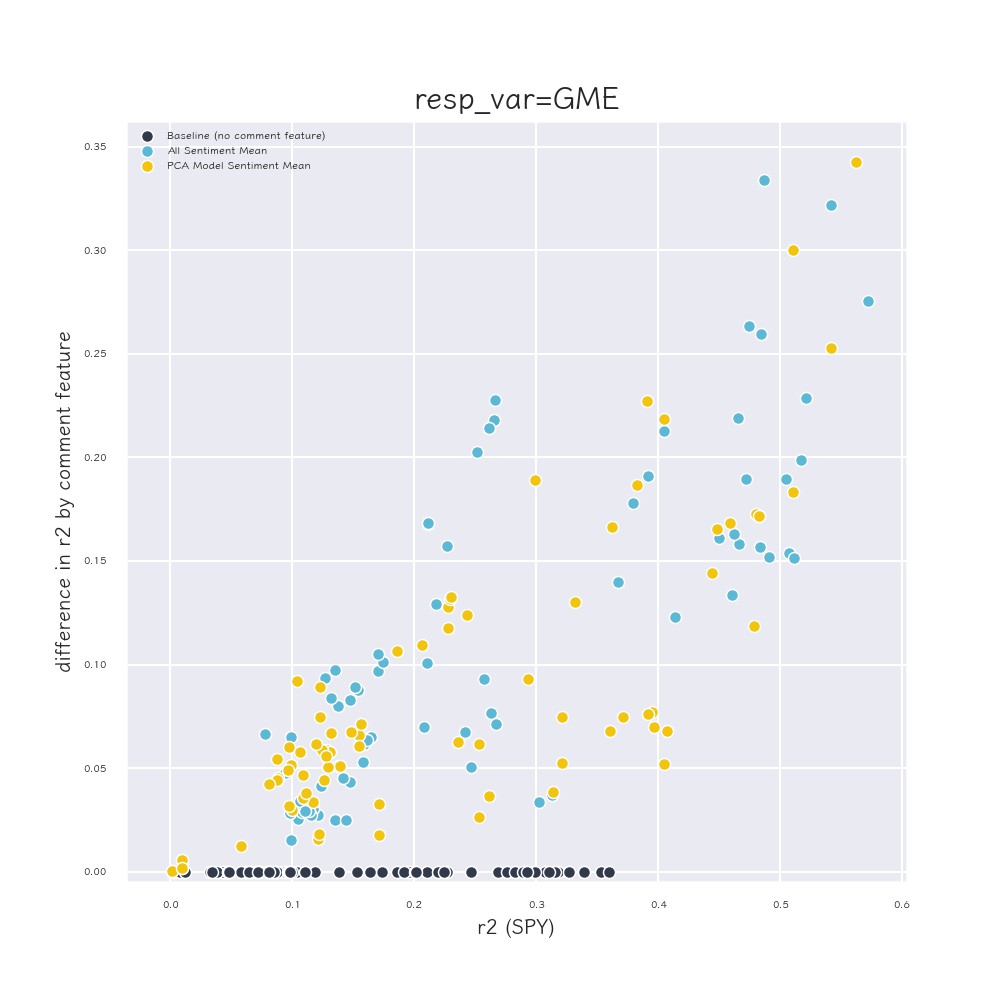 resp_var=GME
Baseline (no comment feature)
All Sentiment Mean
PCA Model Sentiment Mean
0.35
0.30
0.25
0.20
0.15
0.10
0.05
0.00
difference in r2 by comment feature
0.0 0.1 0.2 0.3 0.4 0.5 0.6
r2 (SPY)